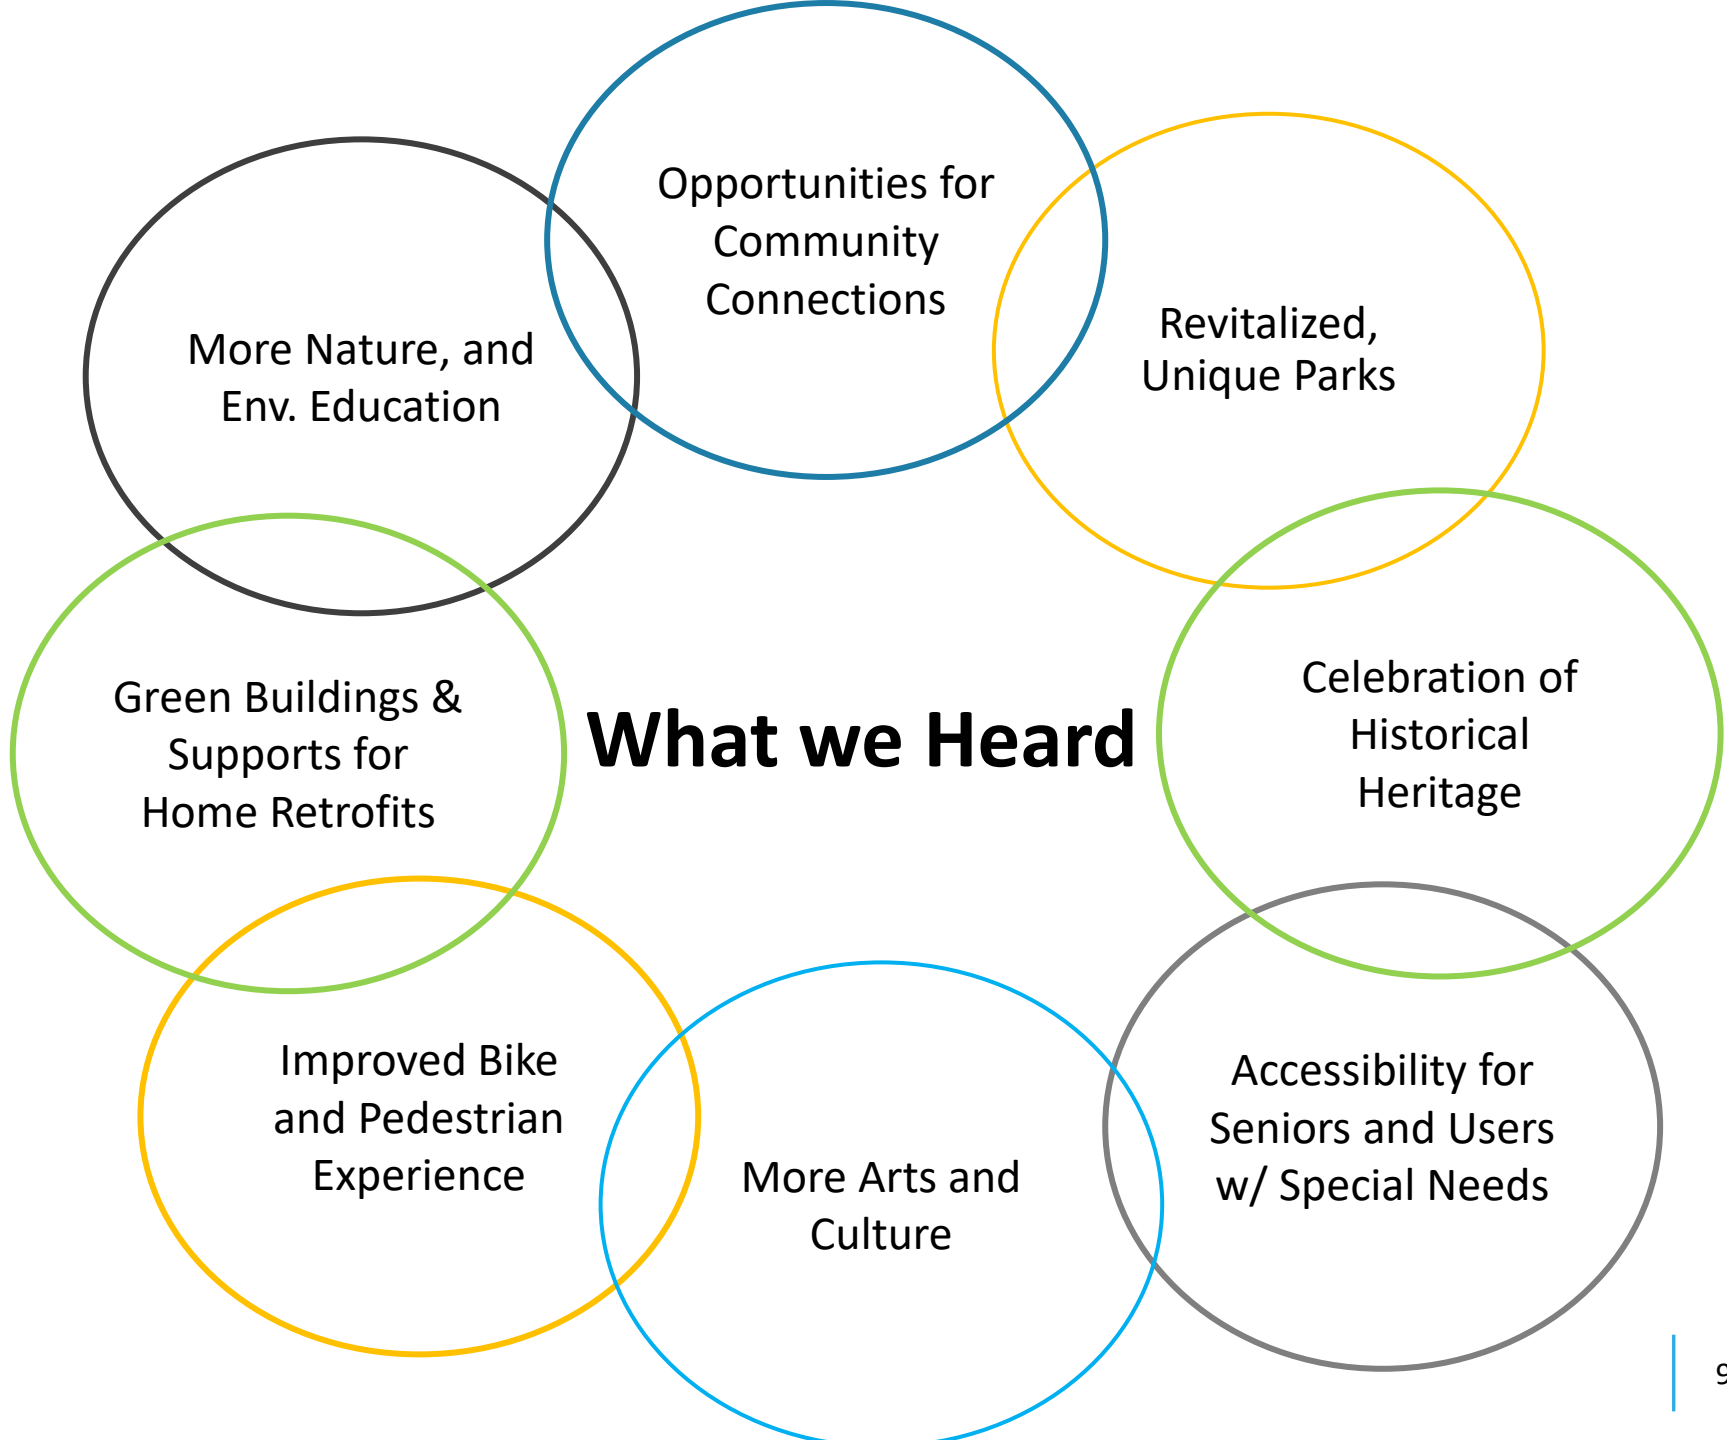 Opportunities for
Community
Connections
Revitalized,
Unique Parks
More Nature, and
Env. Education
Celebration of
Historical
Heritage
Green Buildings &
Supports for
Home Retrofits
What we Heard
Improved Bike
and Pedestrian
Experience
Accessibility for
Seniors and Users
w/ Special Needs
More Arts and
Culture
9